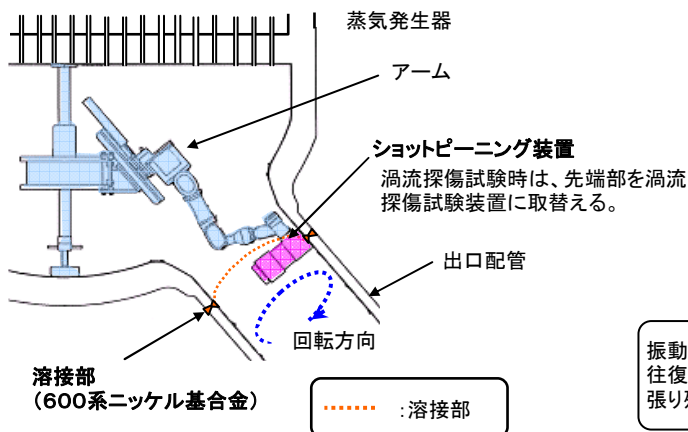 蒸気発生器
アーム
ショットピーニング装置
渦流探傷試験時は、先端部を渦流
探傷試験装置に取替える。
出口配管
回転方向
溶接部
(600系ニッケル基合金)
:溶接部
振動
往復
張り